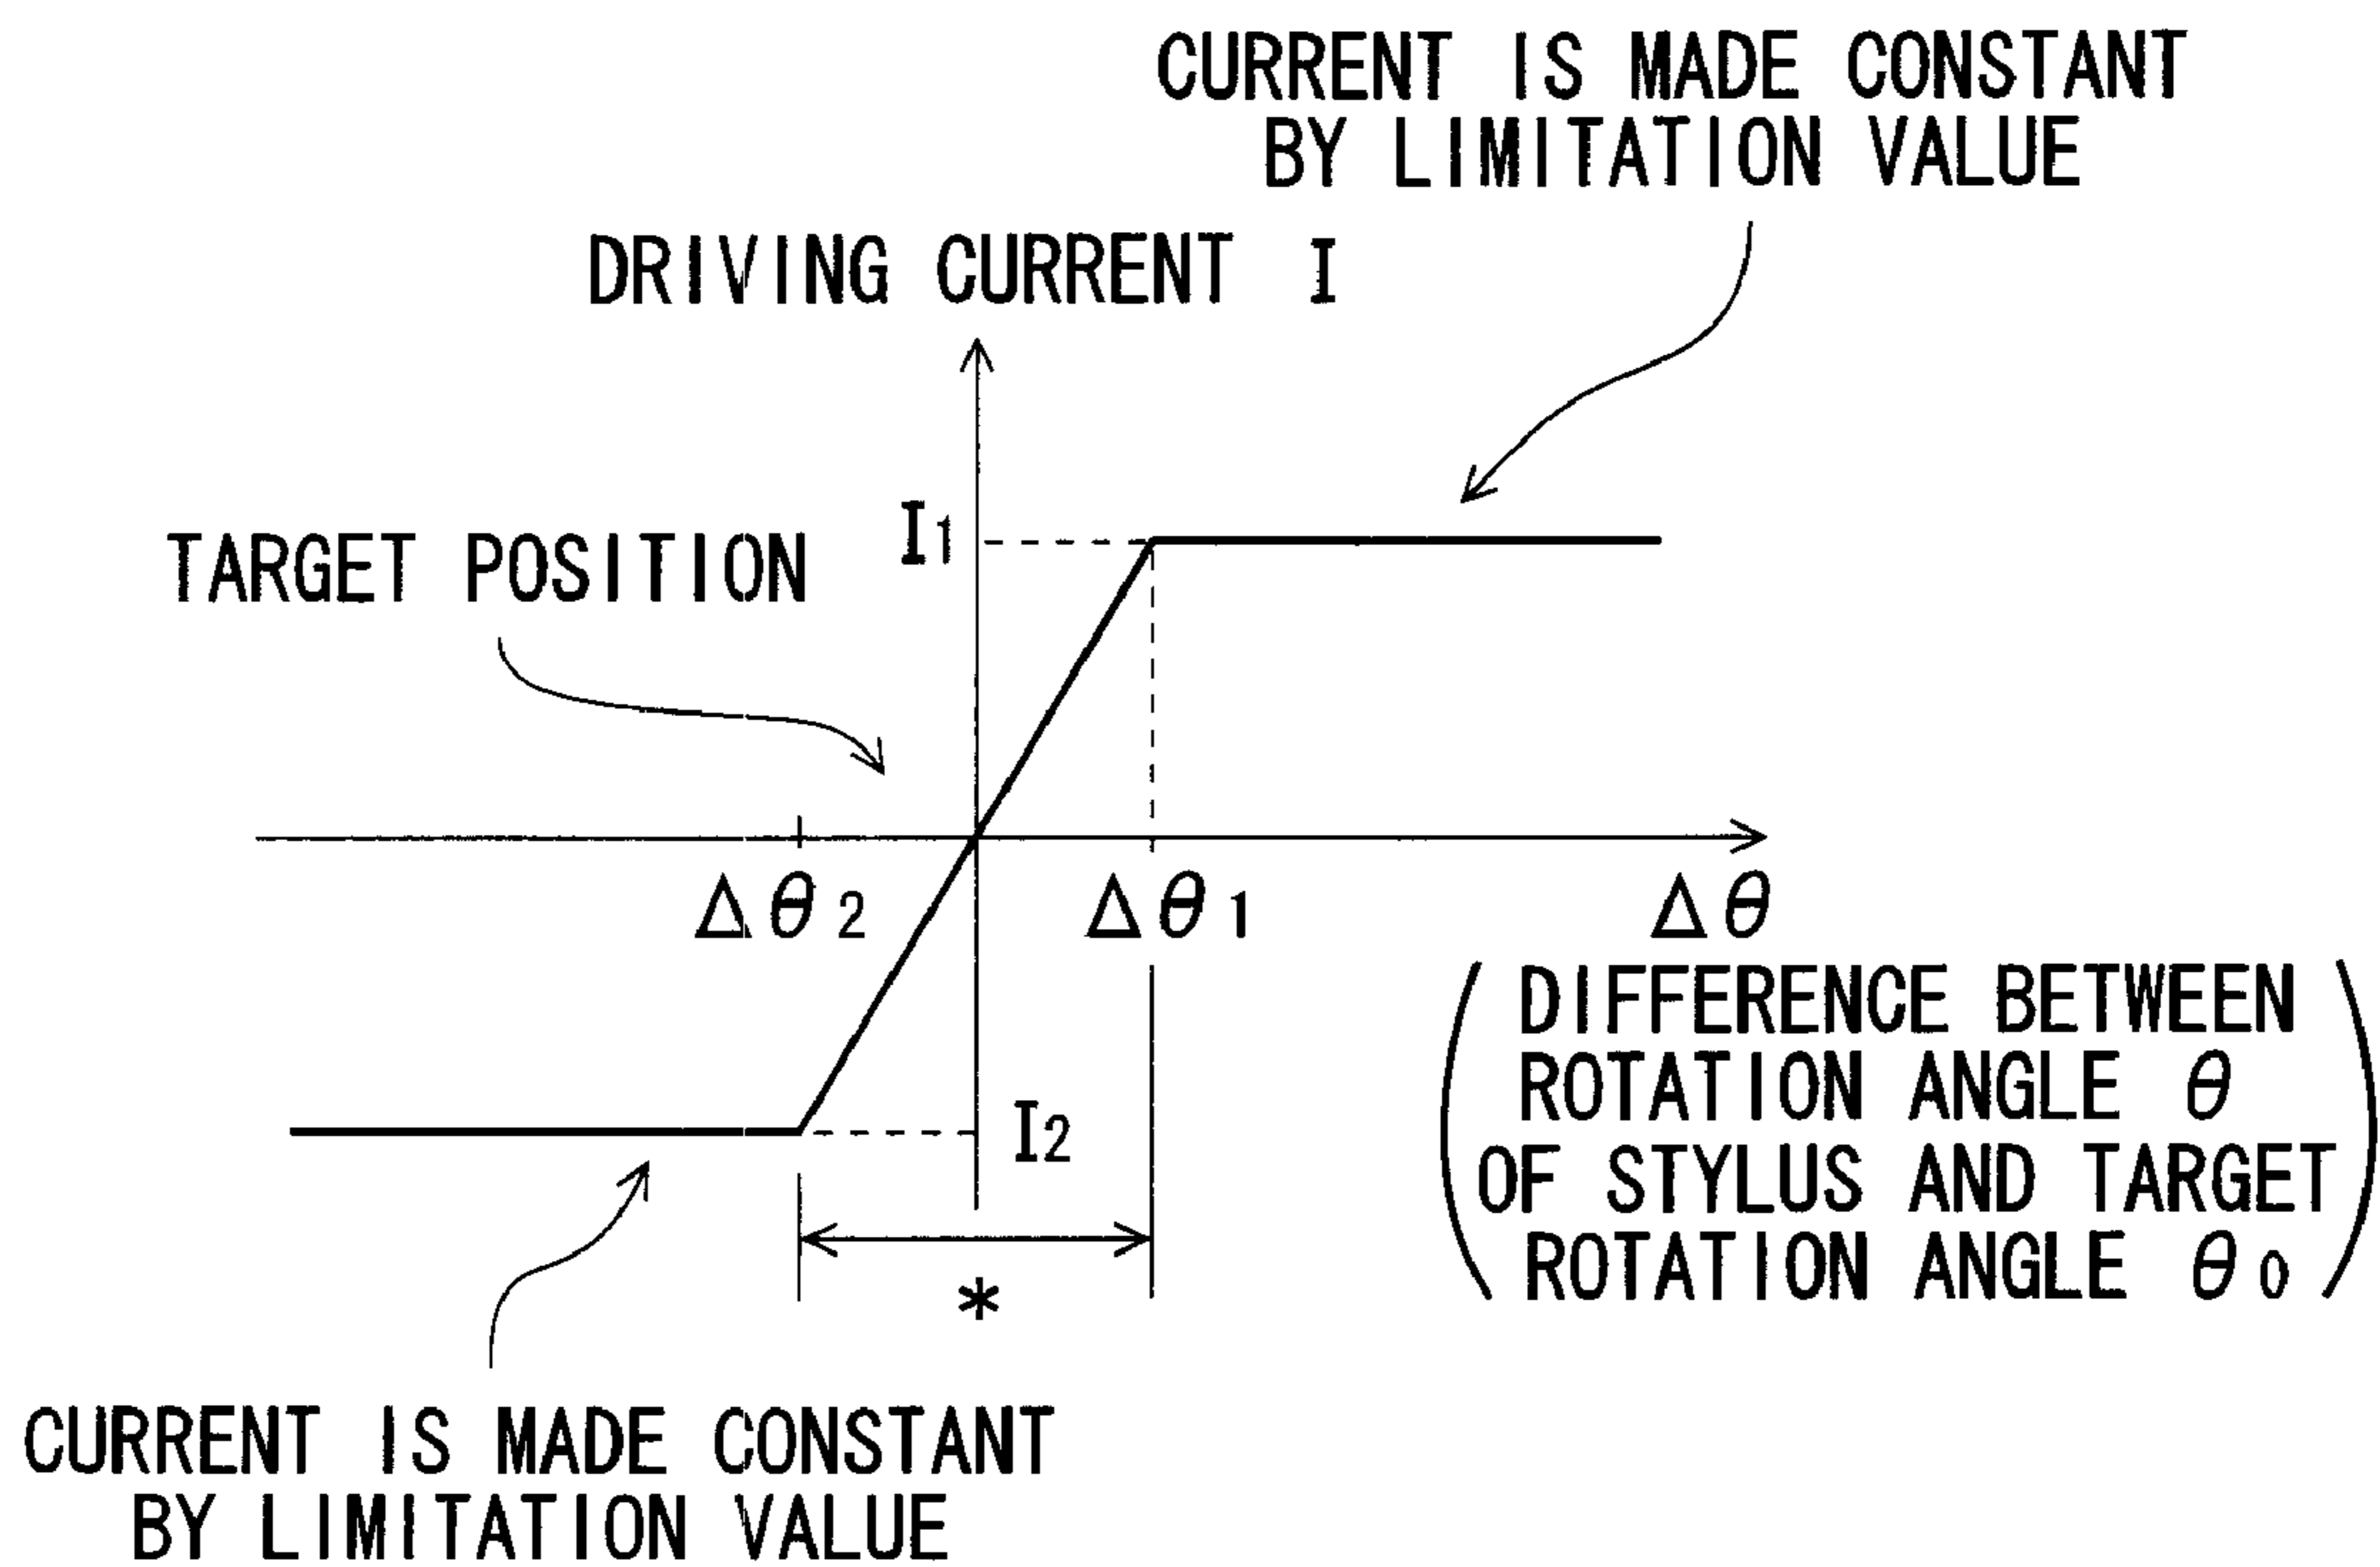 CURRENT IS MADE CONSTANT
BY LIMITATION VALUE
DRIVING CURRENT I
I1
TARGET POSITION
Δθ2
Δθ1
Δθ
DIFFERENCE BETWEEN
ROTATION ANGLE θ
OF STYLUS AND TARGET
ROTATION ANGLE θ0
I2
*
CURRENT IS MADE CONSTANT
BY LIMITATION VALUE